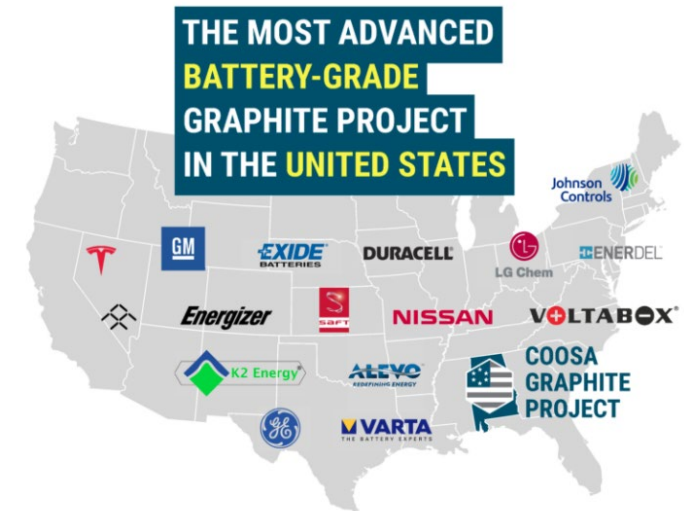 THE MOST ADVANCED
BATTERY-GRADE
GRAPHITE PROJECT
IN THE UNITED STATES
Johnson
Controls
GM
EXIDE®
BATTERIES
DURACELL®
LG Chem
ENERDEL
Energizer
SAFT
NISSAN
VOLTABOX®
K2 Energy®
ALEVO
REDEFINING ENERGY
COOSA
GRAPHITE
PROJECT
GE
VARTA
THE BATTERY EXPERTS